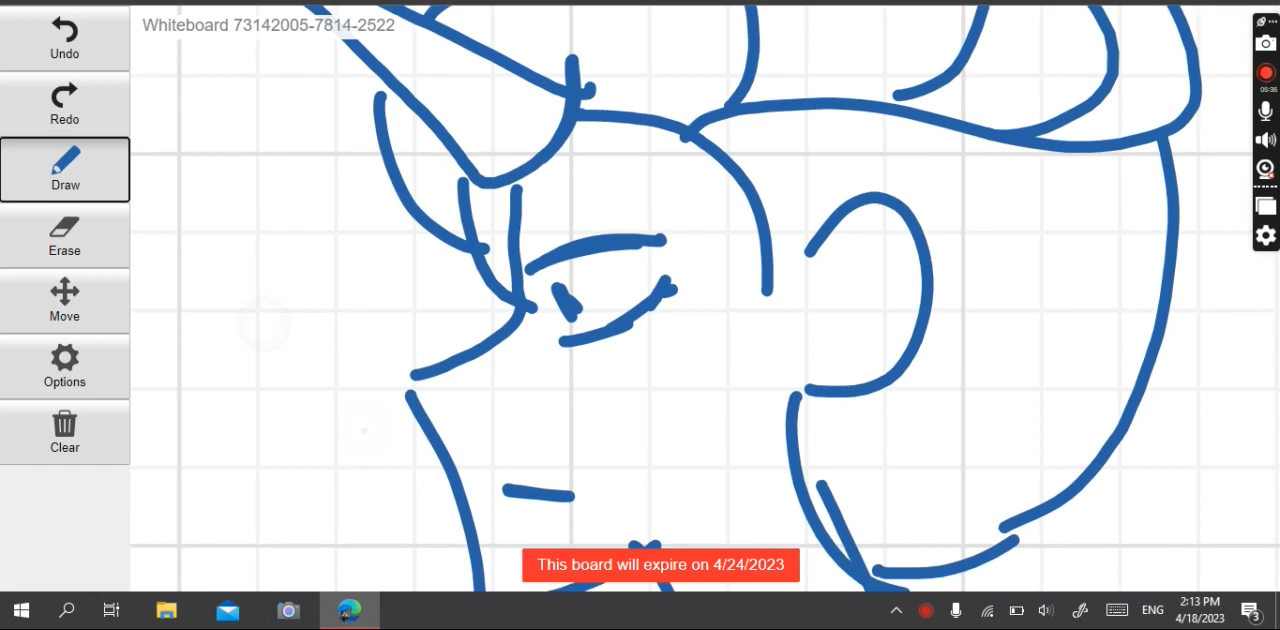 Whiteboard 73142005-7814-2522
Undo
Redo
Draw
Erase
Move
Options
Clear
05:36
This board will expire on 4/24/2023
ENG
2:13 PM
4/18/2023
3